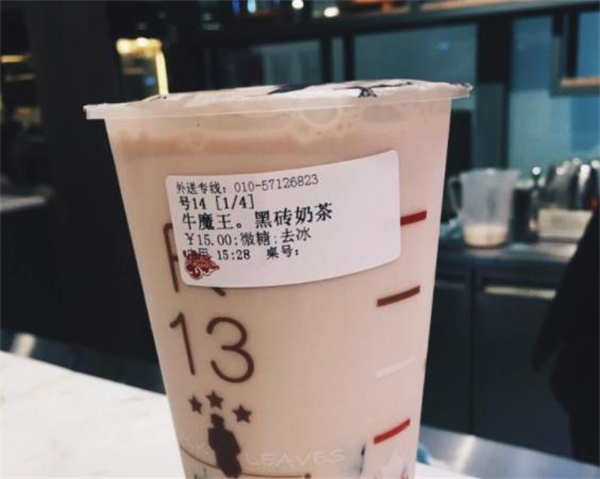 外送专线: 010-57126823
号14 [1/4]
牛魔王。黑砖奶茶
￥15.00;微糖;去冰
15:28 桌号:
R
13
LEAVES